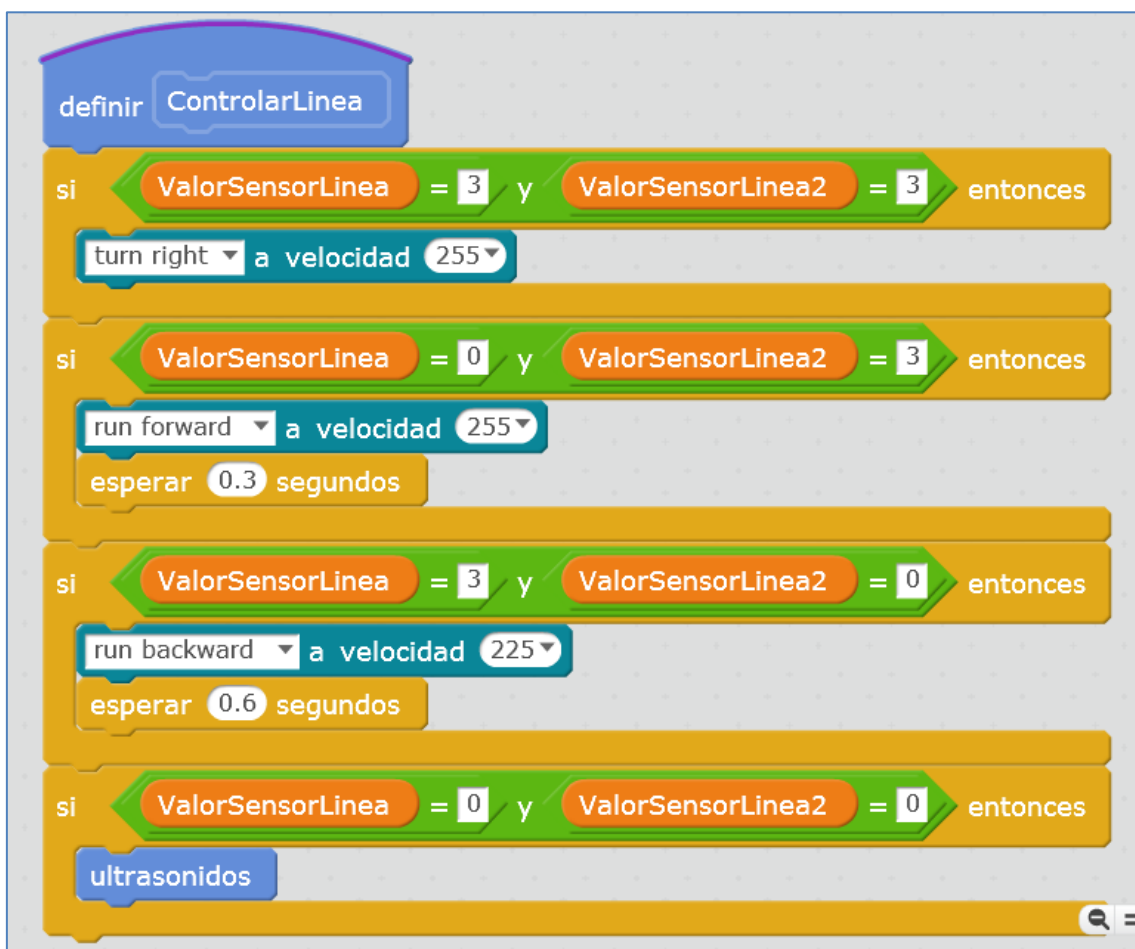 definir ControlarLinea
si ValorSensorLinea = 3 y ValorSensorLinea2 = 3 entonces
turn right a velocidad 255
si ValorSensorLinea = 0 y ValorSensorLinea2 = 3 entonces
run forward a velocidad 255
esperar 0.3 segundos
si ValorSensorLinea = 3 y ValorSensorLinea2 = 0 entonces
run backward a velocidad 225
esperar 0.6 segundos
si ValorSensorLinea = 0 y ValorSensorLinea2 = 0 entonces
ultrasonidos